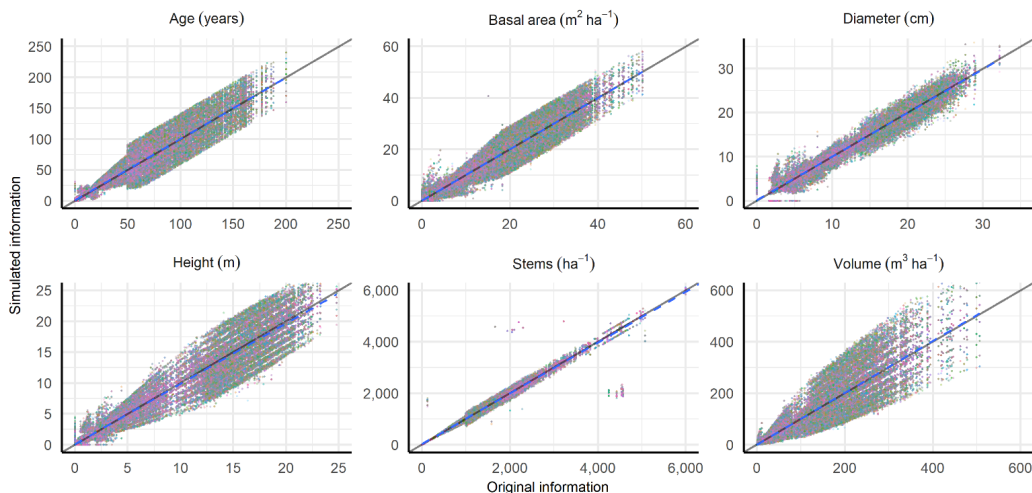 Age (years)
Basal area (m² ha⁻¹)
Diameter (cm)
250
200
150
100
50
0
60
40
20
0
30
20
10
0
0 50 100 150 200 250
0 20 40 60
0 10 20 30
Simulated information
Height (m)
Stems (ha⁻¹)
Volume (m³ ha⁻¹)
25
20
15
10
5
0
6,000
4,000
2,000
0
600
400
200
0
0 5 10 15 20 25
0 2,000 4,000 6,000
0 200 400 600
Original information